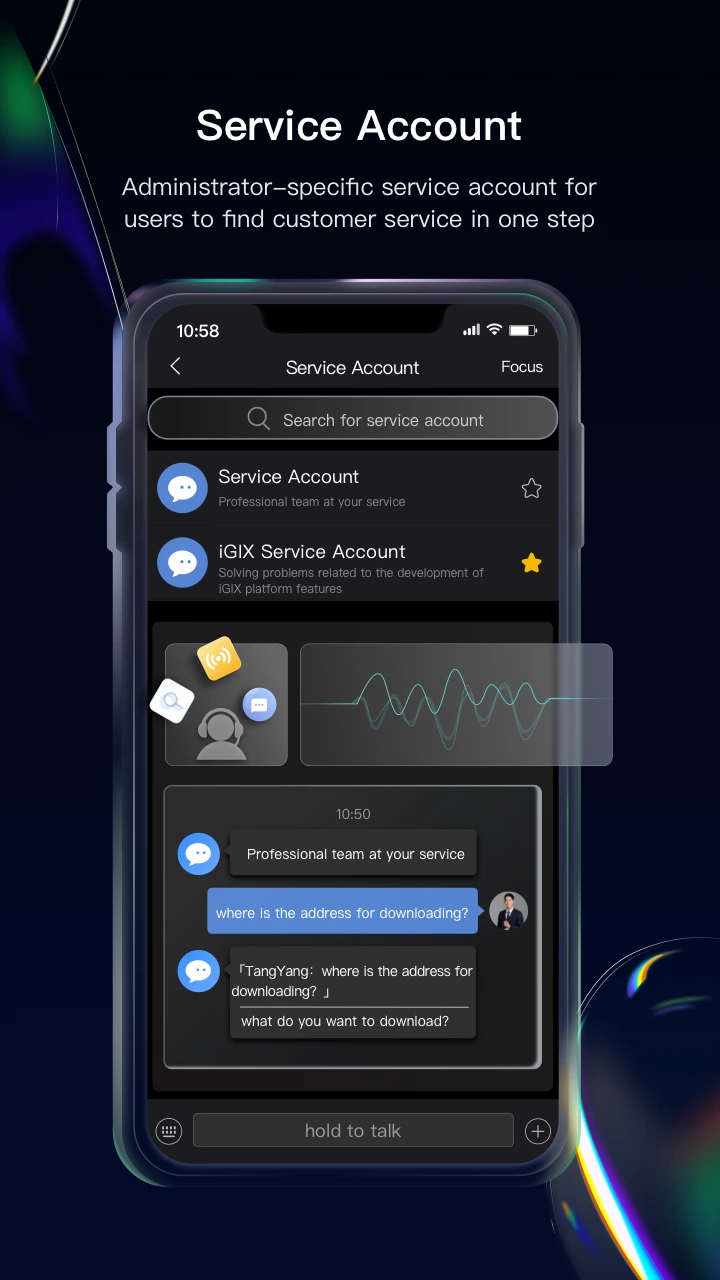 Service Account
Administrator-specific service account for
users to find customer service in one step
10:58
Service Account
Focus
Search for service account
Service Account
Professional team at your service
iGIX Service Account
Solving problems related to the development of
iGIX platform features
10:50
Professional team at your service
where is the address for downloading?
「TangYang：where is the address for
downloading? 」
what do you want to download?
hold to talk